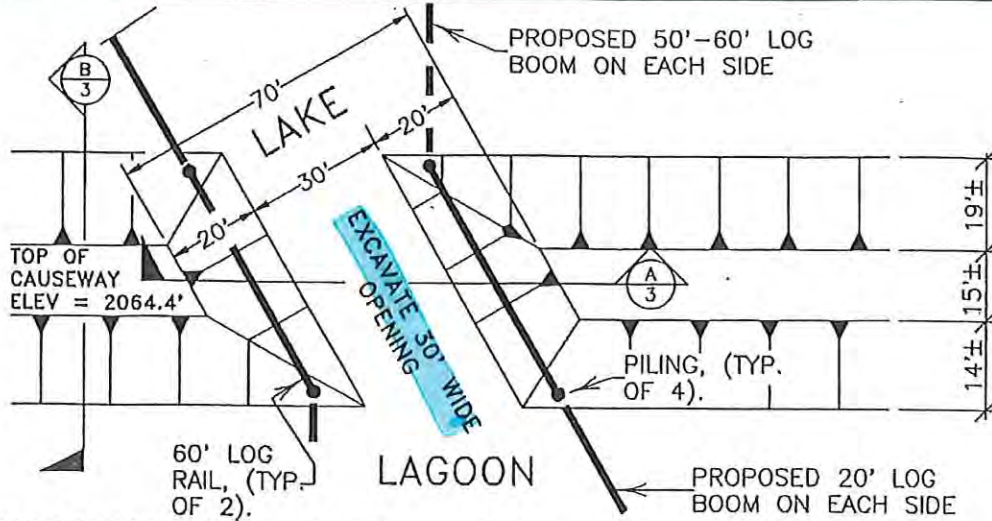 PROPOSED 50'-60' LOG
BOOM ON EACH SIDE
B
3
70'
LAKE
20'
30'
20'
19'±
EXCAVATE 30' WIDE
OPENING
TOP OF
CAUSEWAY
ELEV = 2064.4'
A
3
15'±
14'±
PILING, (TYP.
OF 4).
60' LOG
RAIL, (TYP.
OF 2).
LAGOON
PROPOSED 20' LOG
BOOM ON EACH SIDE